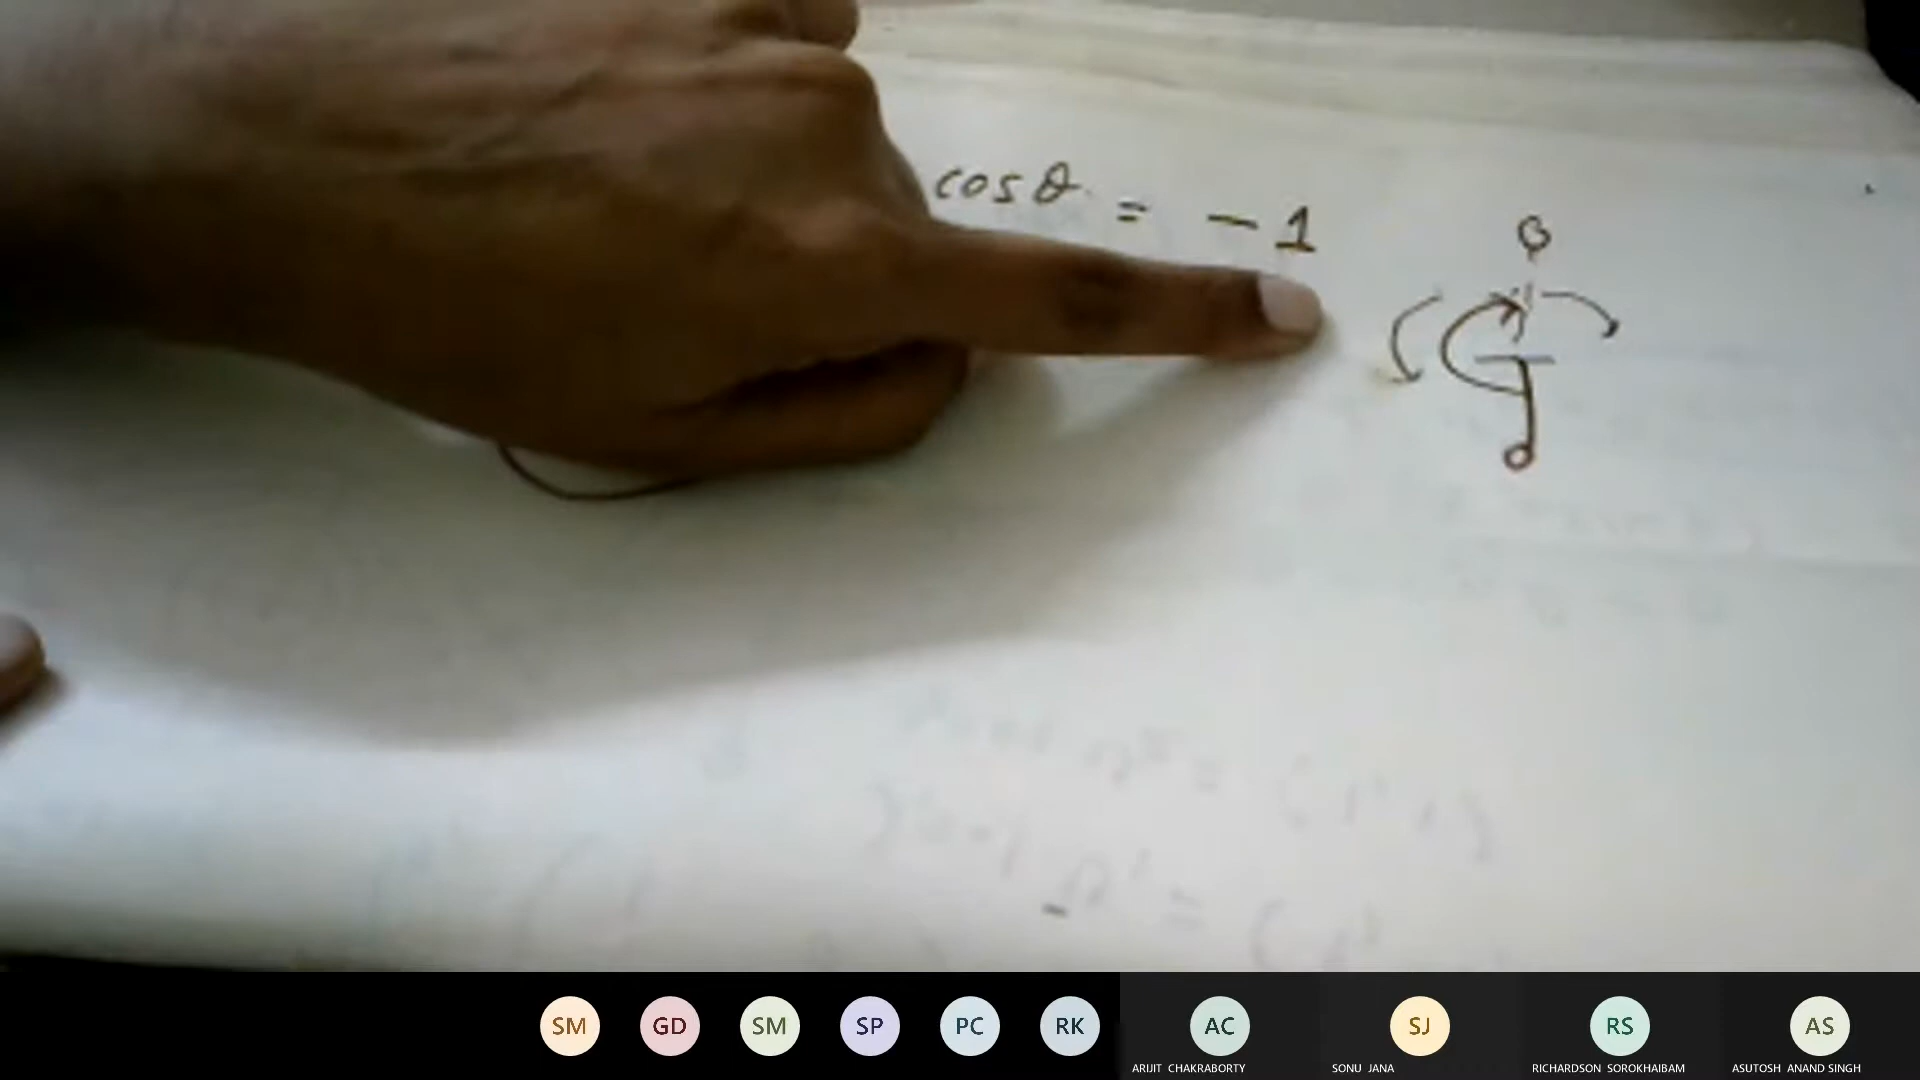 cosθ = - 1
SM GD SM SP PC RK AC SJ RS AS
ARIJIT CHAKRABORTY SONU JANA RICHARDSON SOROKHAIBAM ASUTOSH ANAND SINGH